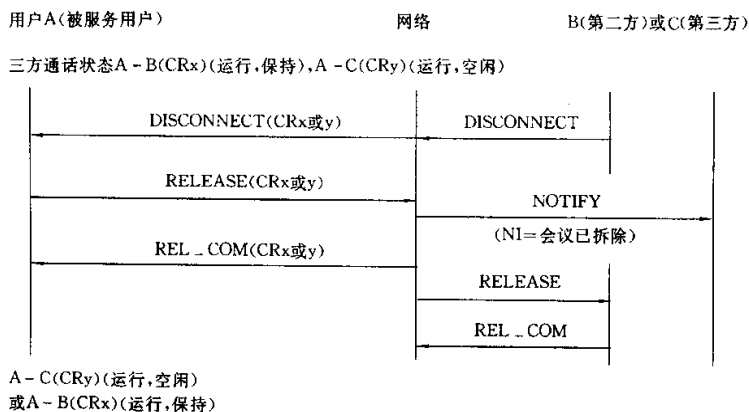 用户A(被服务用户) 网络 B(第二方)或C(第三方)
三方通话状态A-B(CRx)(运行,保持),A-C(CRy)(运行,空闲)
DISCONNECT(CRx或y) DISCONNECT
RELEASE(CRx或y)
NOTIFY
(NI=会议已拆除)
REL_COM(CRx或y)
RELEASE
REL_COM
A-C(CRy)(运行,空闲)
或A-B(CRx)(运行,保持)